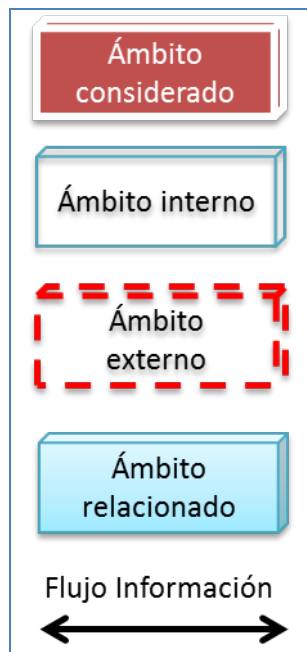 Ámbito
considerado
Ámbito interno
Ámbito
externo
Ámbito
relacionado
Flujo Información